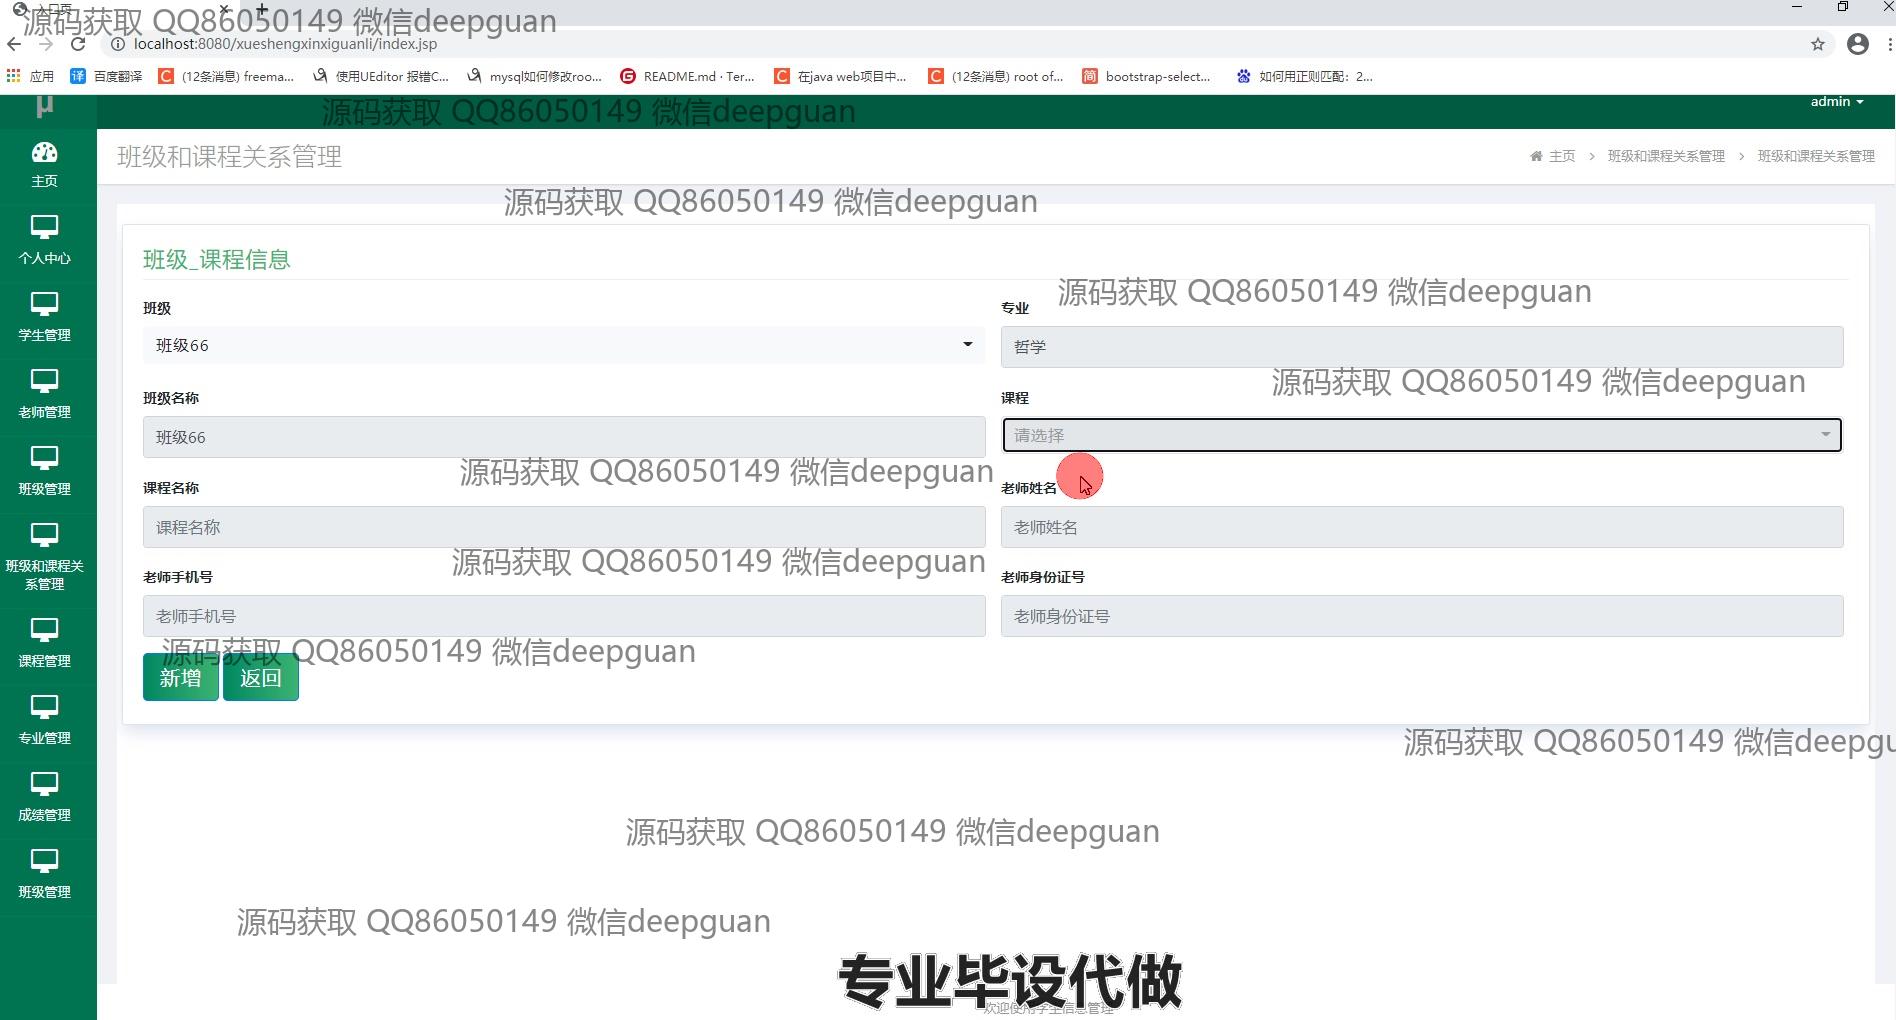 入口页
源码获取 QQ86050149 微信deepguan
localhost:8080/xueshengxinxiguanli/index.jsp
应用 百度翻译 (12条消息) freema... 使用UEditor 报错C... mysql如何修改roo... README.md · Ter... 在java web项目中... (12条消息) root of... bootstrap-select... 如何用正则匹配：2...
μ
源码获取 QQ86050149 微信deepguan
admin
班级和课程关系管理
主页 > 班级和课程关系管理 > 班级和课程关系管理
主页
个人中心
学生管理
老师管理
班级管理
班级和课程关
系管理
课程管理
专业管理
成绩管理
班级管理
源码获取 QQ86050149 微信deepguan
班级_课程信息
源码获取 QQ86050149 微信deepguan
班级
班级66
专业
哲学
源码获取 QQ86050149 微信deepguan
班级名称
班级66
课程
请选择
源码获取 QQ86050149 微信deepguan
课程名称
课程名称
老师姓名
老师姓名
源码获取 QQ86050149 微信deepguan
老师手机号
老师手机号
老师身份证号
老师身份证号
源码获取 QQ86050149 微信deepguan
新增 返回
源码获取 QQ86050149 微信deepgu
源码获取 QQ86050149 微信deepguan
源码获取 QQ86050149 微信deepguan
专业毕设代做
欢迎使用学生信息管理